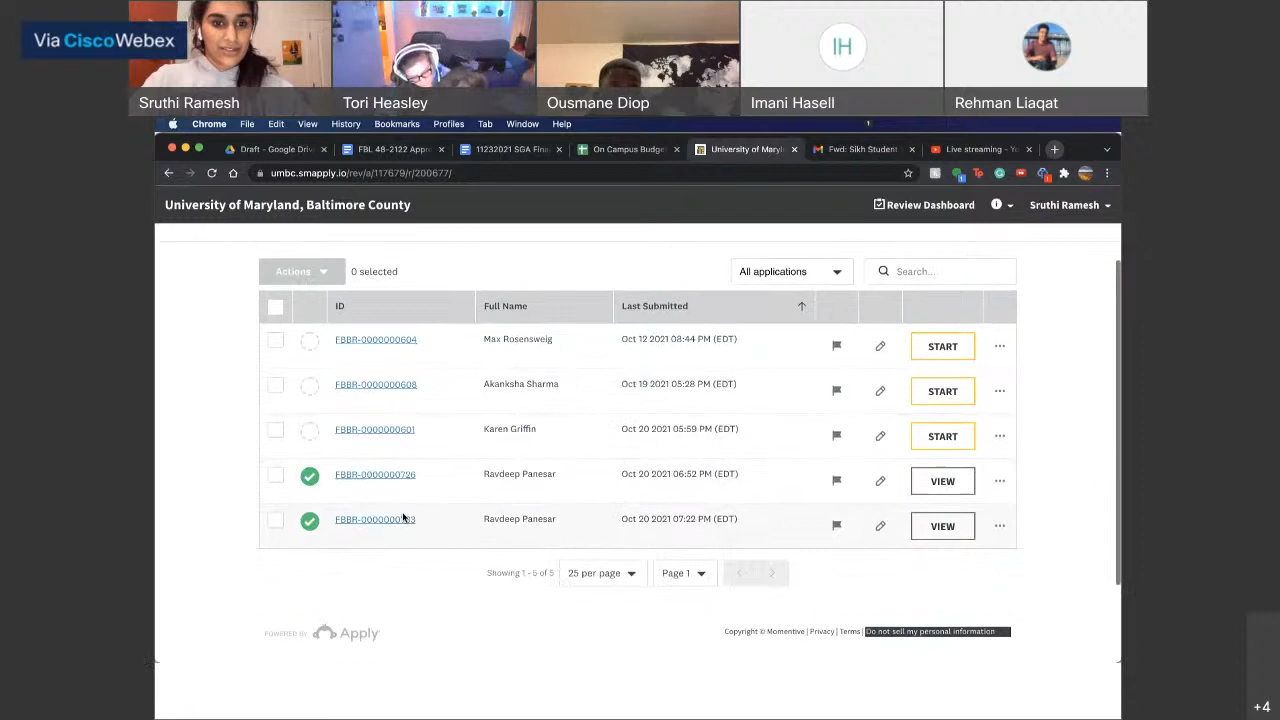 Via Cisco Webex
IH
Sruthi Ramesh
Tori Heasley
Ousmane Diop
Imani Hasell
Rehman Liaqat
Chrome File Edit View History Bookmarks Profiles Tab Window Help
Draft - Google Driv
FBL 48-2122 Appro
11232021 SGA Fina
On Campus Budge
University of Maryl
Fwd: Sikh Student
Live streaming - Yo
umbc.smapply.io/rev/a/117679/r/200677/
University of Maryland, Baltimore County
Review Dashboard
Sruthi Ramesh
Actions 0 selected
All applications
Search...
ID Full Name Last Submitted
FBBR-0000000604 Max Rosensweig Oct 12 2021 08:44 PM (EDT) START
FBBR-0000000608 Akanksha Sharma Oct 19 2021 05:28 PM (EDT) START
FBBR-0000000601 Karen Griffin Oct 20 2021 05:59 PM (EDT) START
FBBR-0000000726 Ravdeep Panesar Oct 20 2021 06:52 PM (EDT) VIEW
Ravdeep Panesar Oct 20 2021 07:22 PM (EDT) VIEW
Showing 1 - 5 of 5 25 per page Page 1
POWERED BY Apply
Copyright © Momentive | Privacy | Terms | Do not sell my personal information
+4